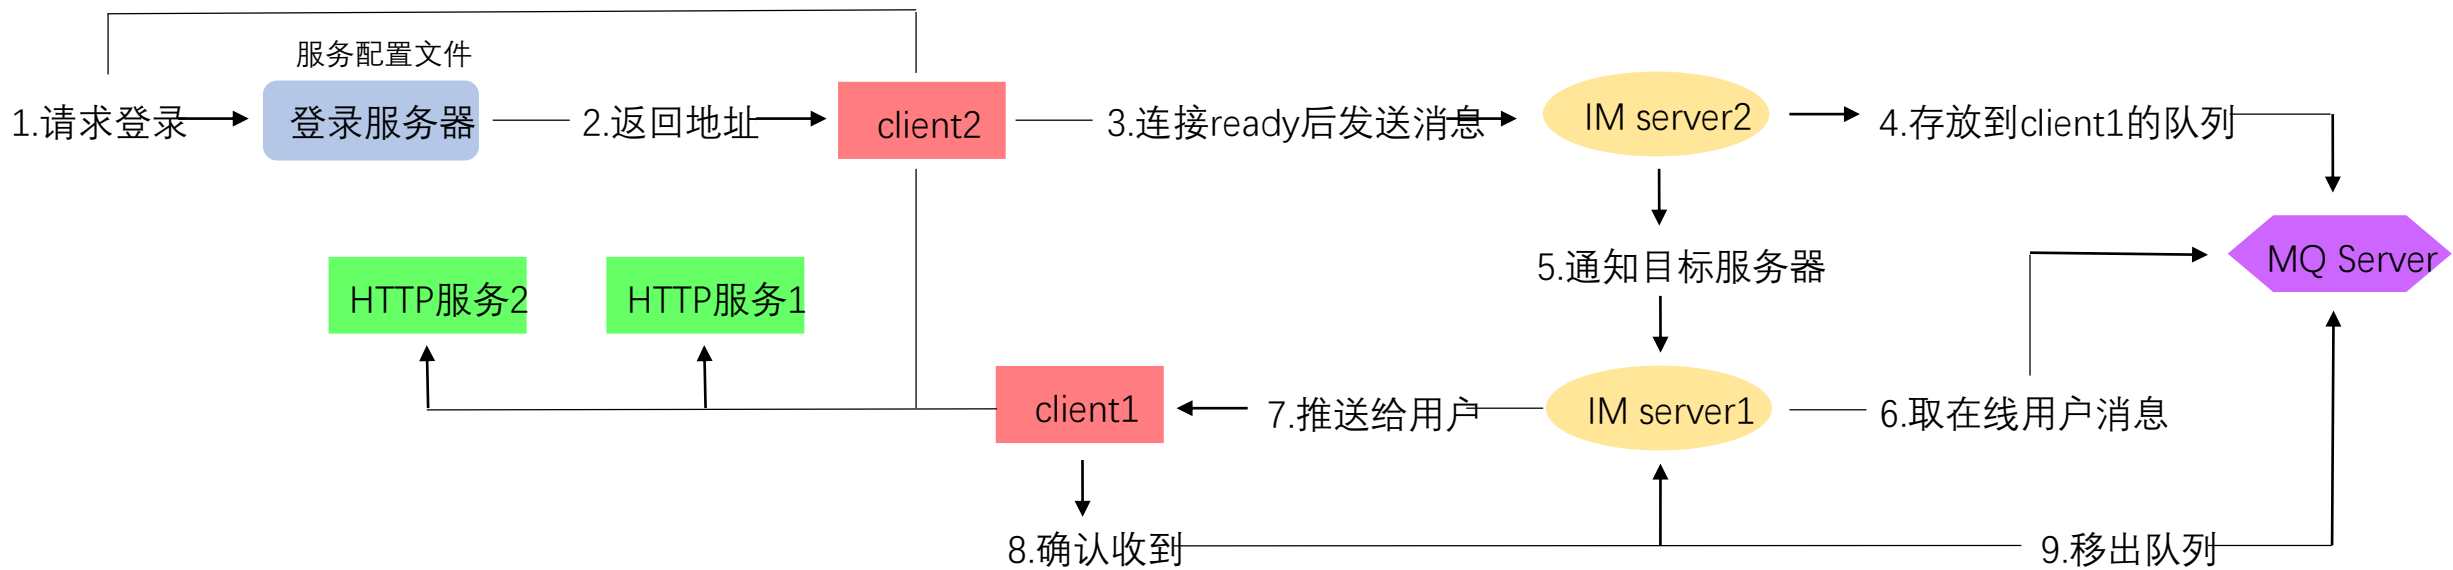 服务配置文件
1.请求登录
登录服务器
2.返回地址
client2
3.连接ready后发送消息
IM server2
4.存放到client1的队列
5.通知目标服务器
MQ Server
HTTP服务2
HTTP服务1
client1
7.推送给用户
IM server1
6.取在线用户消息
8.确认收到
9.移出队列